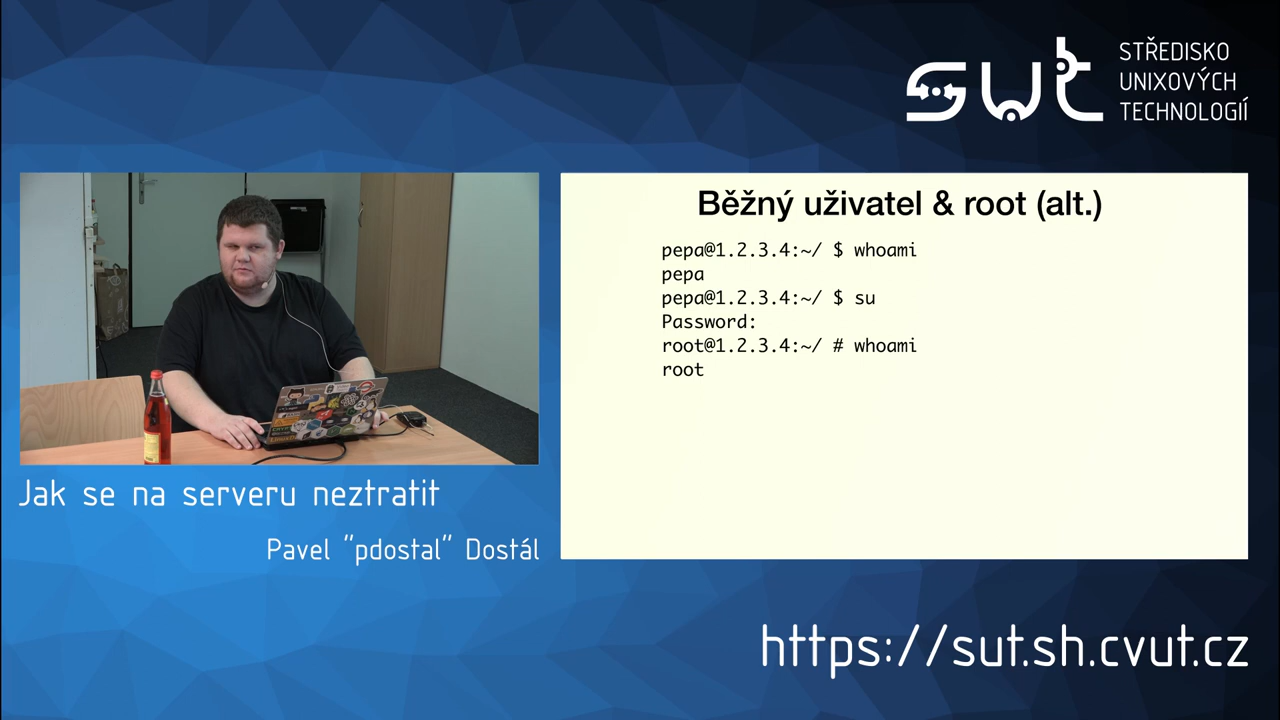 sut
STŘEDISKO
UNIXOVÝCH
TECHNOLOGIÍ
Běžný uživatel & root (alt.)
pepa@1.2.3.4:~/ $ whoami
pepa
pepa@1.2.3.4:~/ $ su
Password:
root@1.2.3.4:~/ # whoami
root
Jak se na serveru neztratit
Pavel "pdostal" Dostál
https://sut.sh.cvut.cz